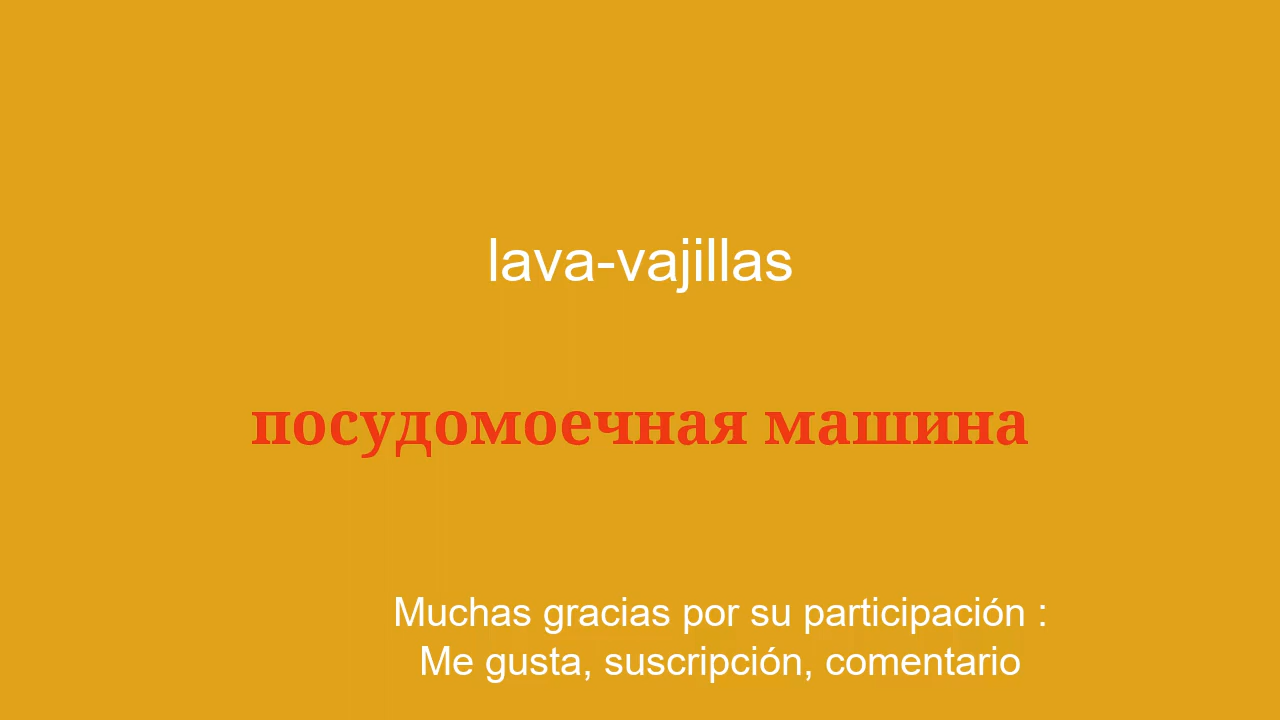 lava-vajillas
посудомоечная машина
Muchas gracias por su participación :
Me gusta, suscripción, comentario